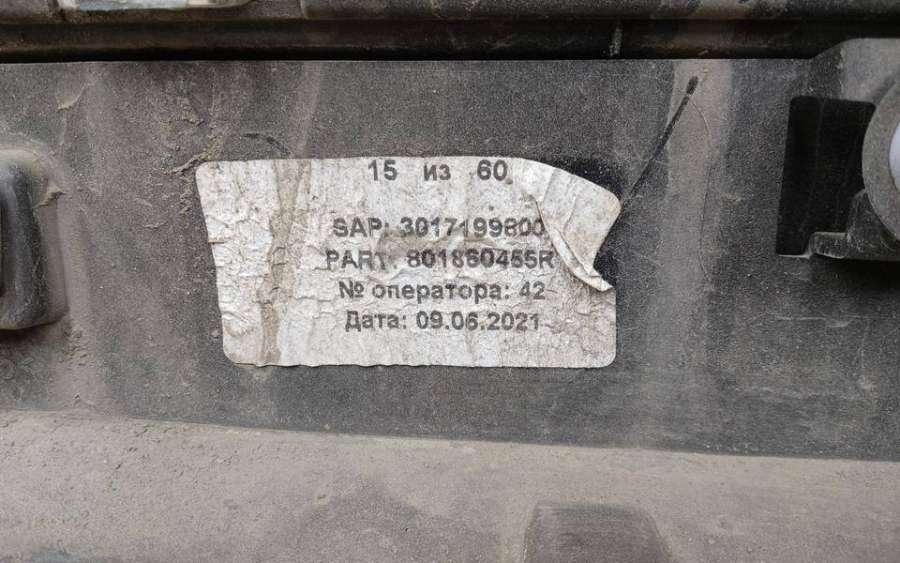 15 из 60
SAP: 3017199800
PART: 801860455R
№ оператора: 42
Дата: 09.06.2021